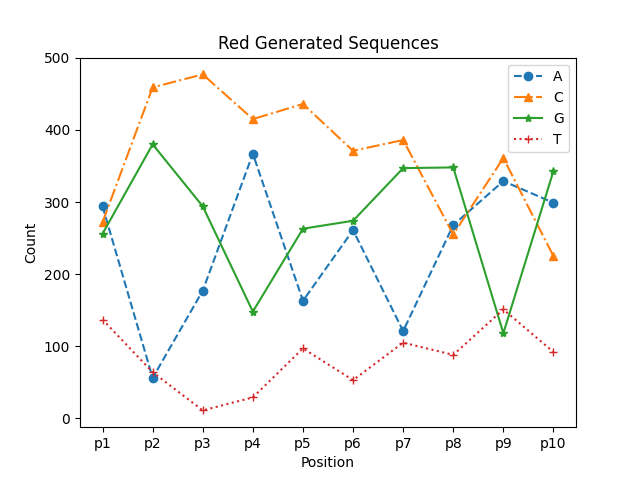 Red Generated Sequences
500
400
300
200
100
0
Count
A
C
G
T
p1 p2 p3 p4 p5 p6 p7 p8 p9 p10
Position